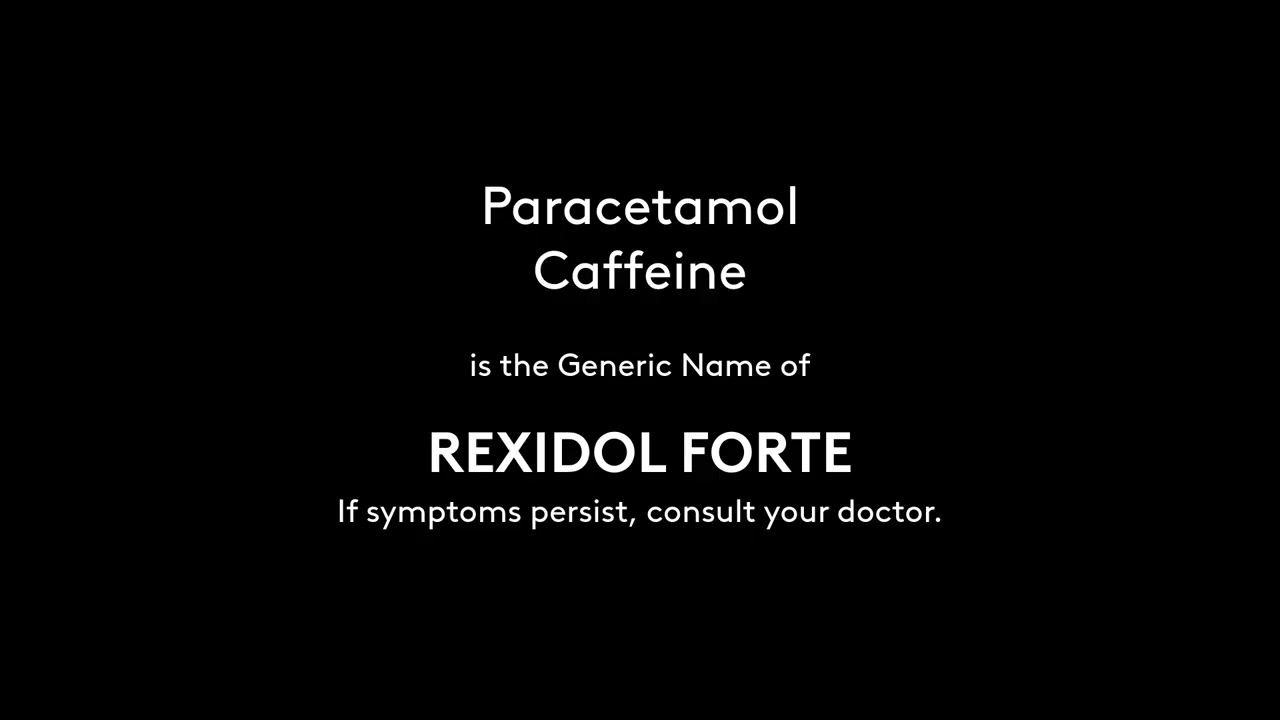 Paracetamol
Caffeine
is the Generic Name of
REXIDOL FORTE
If symptoms persist, consult your doctor.